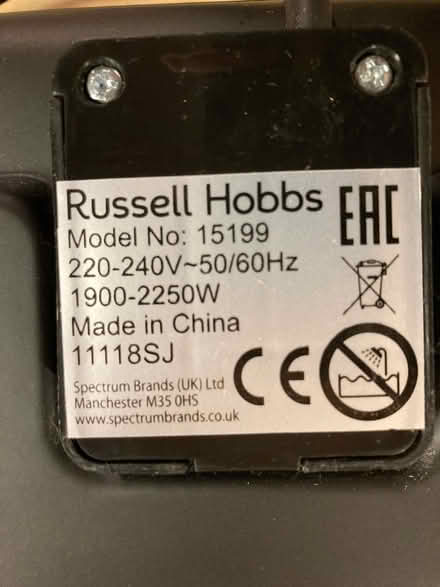 Russell Hobbs
EAC
Model No: 15199
220-240V~50/60Hz
1900-2250W
Made in China
11118SJ
CE
Spectrum Brands (UK) Ltd
Manchester M35 0HS
www.spectrumbrands.co.uk